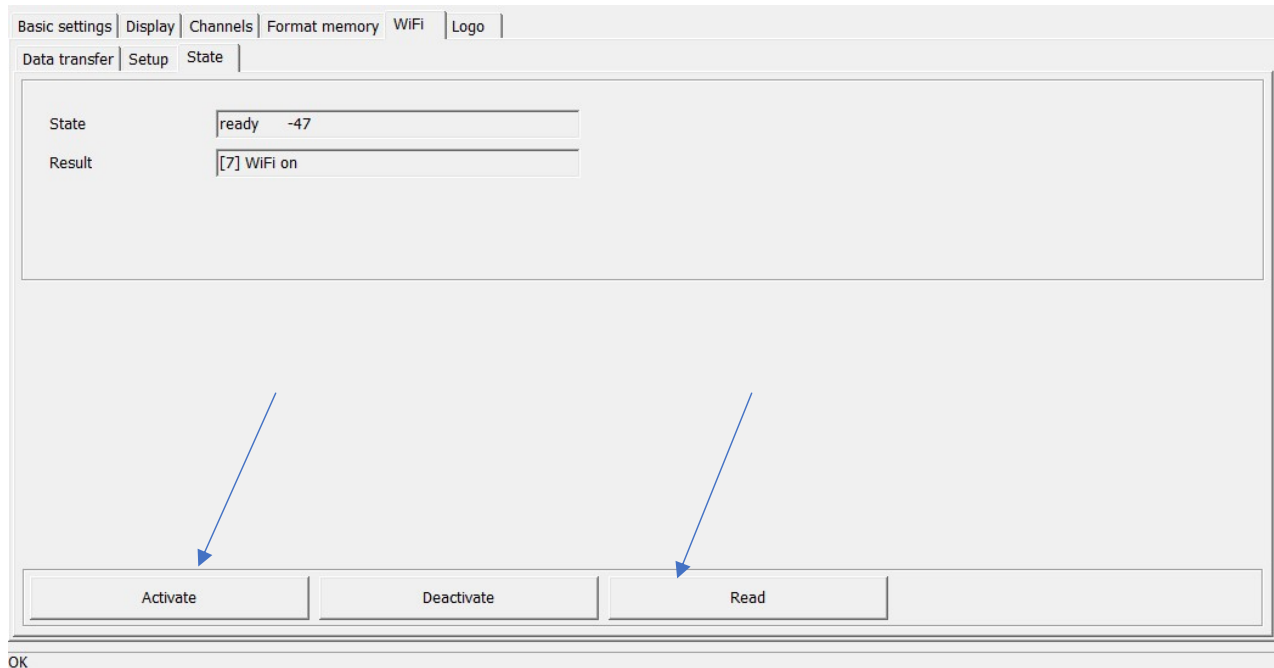 Basic settings Display Channels Format memory WiFi Logo
Data transfer Setup State
State ready -47
Result [7] WiFi on
Activate Deactivate Read
OK